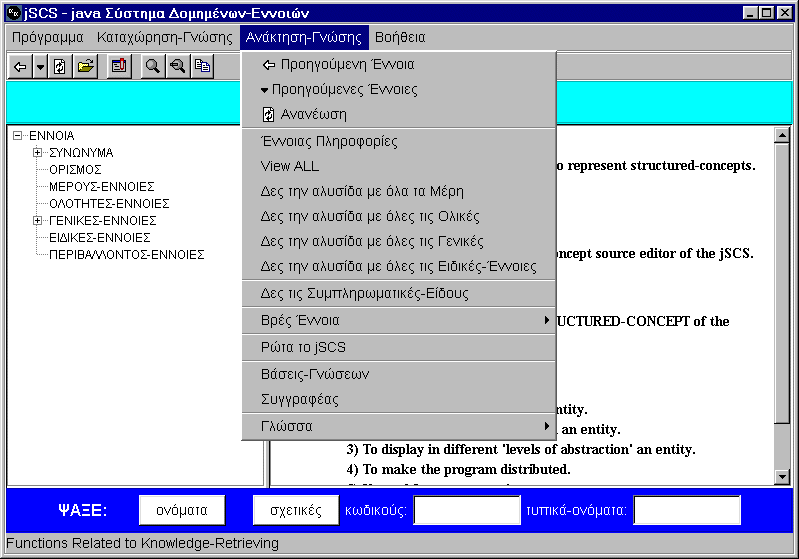 jSCS - java Σύστημα Δομημένων-Εννοιών
Πρόγραμμα Καταχώρηση-Γνώσης Ανάκτηση-Γνώσης Βοήθεια
Προηγούμενη Έννοια
Προηγούμενες Έννοιες
Ανανέωση
Έννοιας Πληροφορίες
View ALL
Δες την αλυσίδα με όλα τα Μέρη
Δες την αλυσίδα με όλες τις Ολικές
Δες την αλυσίδα με όλες τις Γενικές
Δες την αλυσίδα με όλες τις Ειδικές-Έννοιες
Δες τις Συμπληρωματικές-Είδους
Βρές Έννοια
Ρώτα το jSCS
Βάσεις-Γνώσεων
Συγγραφέας
Γλώσσα
ΕΝΝΟΙΑ
ΣΥΝΩΝΥΜΑ
ΟΡΙΣΜΟΣ
ΜΕΡΟΥΣ-ΕΝΝΟΙΕΣ
ΟΛΟΤΗΤΕΣ-ΕΝΝΟΙΕΣ
ΓΕΝΙΚΕΣ-ΕΝΝΟΙΕΣ
ΕΙΔΙΚΕΣ-ΕΝΝΟΙΕΣ
ΠΕΡΙΒΑΛΛΟΝΤΟΣ-ΕΝΝΟΙΕΣ
o represent structured-concepts.
ncept source editor of the jSCS.
UCTURED-CONCEPT of the
ntity.
an entity.
3) To display in different 'levels of abstraction' an entity.
4) To make the program distributed.
ΨΑΞΕ: ονόματα σχετικές κωδικούς: τυπικά-ονόματα:
Functions Related to Knowledge-Retrieving